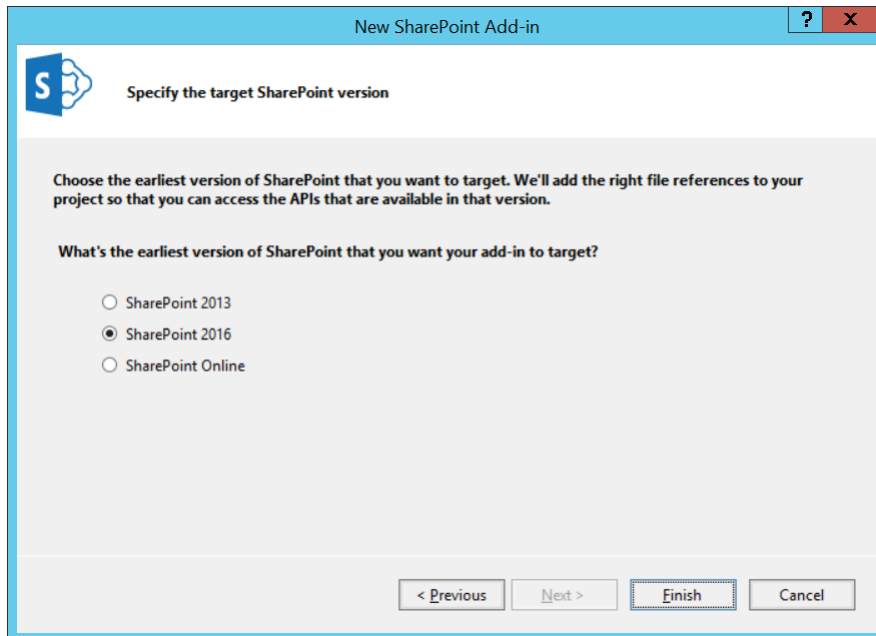 New SharePoint Add-in
? X
S
Specify the target SharePoint version
Choose the earliest version of SharePoint that you want to target. We'll add the right file references to your
project so that you can access the APIs that are available in that version.
What's the earliest version of SharePoint that you want your add-in to target?
SharePoint 2013
SharePoint 2016
SharePoint Online
< Previous Next > Finish Cancel